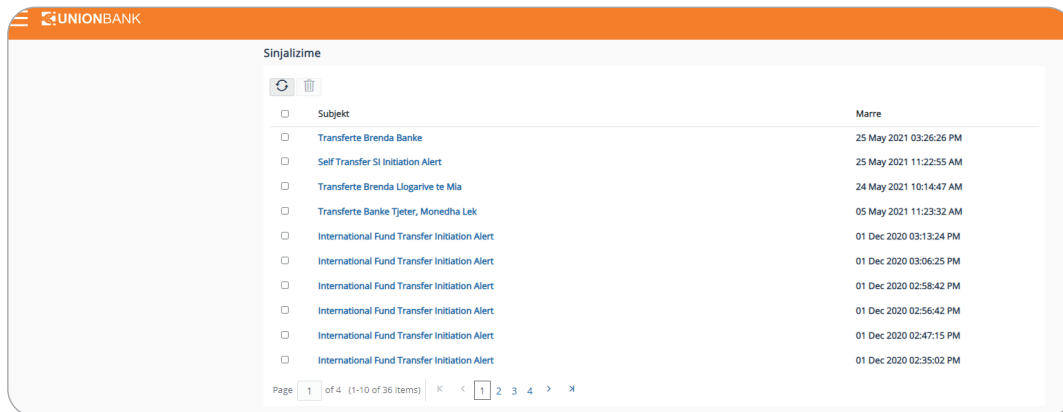 UNIONBANK
Sinjalizime
Subjekt Marre
Transferte Brenda Banke 25 May 2021 03:26:26 PM
Self Transfer SI Initiation Alert 25 May 2021 11:22:55 AM
Transferte Brenda Llogarive te Mia 24 May 2021 10:14:47 AM
Transferte Banke Tjeter, Monedha Lek 05 May 2021 11:23:32 AM
International Fund Transfer Initiation Alert 01 Dec 2020 03:13:24 PM
International Fund Transfer Initiation Alert 01 Dec 2020 03:06:25 PM
International Fund Transfer Initiation Alert 01 Dec 2020 02:58:42 PM
International Fund Transfer Initiation Alert 01 Dec 2020 02:56:42 PM
International Fund Transfer Initiation Alert 01 Dec 2020 02:47:15 PM
International Fund Transfer Initiation Alert 01 Dec 2020 02:35:02 PM
Page 1 of 4 (1-10 of 36 items) 1 2 3 4